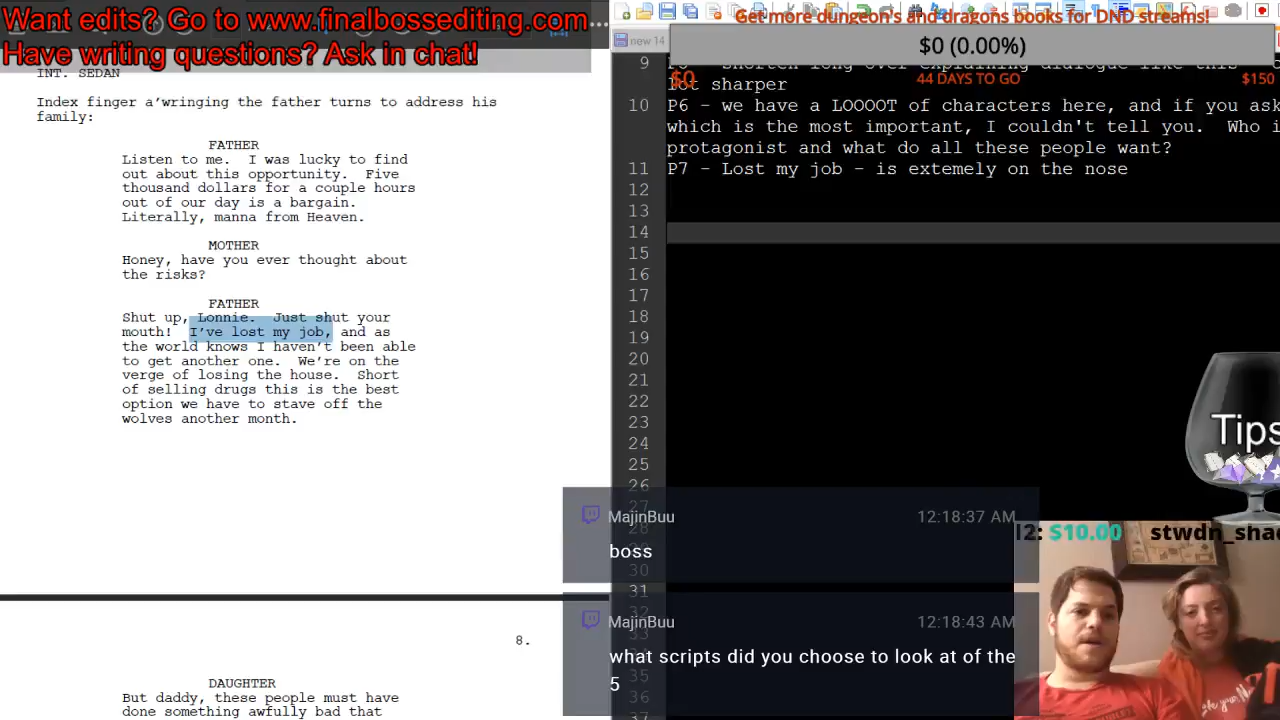 Want edits? Go to www.finalbossediting.com
Have writing questions? Ask in chat!
INT. SEDAN
Index finger a'wringing the father turns to address his
family:
FATHER
Listen to me.  I was lucky to find
out about this opportunity.  Five
thousand dollars for a couple hours
out of our day is a bargain.
Literally, manna from Heaven.
MOTHER
Honey, have you ever thought about
the risks?
FATHER
Shut up, Lonnie.  Just shut your
mouth!  I've lost my job, and as
the world knows I haven't been able
to get another one.  We're on the
verge of losing the house.  Short
of selling drugs this is the best
option we have to stave off the
wolves another month.
8.
DAUGHTER
But daddy, these people must have
done something awfully bad that
Get more dungeon's and dragons books for DND streams!
new 14
$0 (0.00%)
$0
44 DAYS TO GO
$150
9
lot sharper
10 P6 - we have a LOOOOT of characters here, and if you ask
which is the most important, I couldn't tell you.  Who i
protagonist and what do all these people want?
11 P7 - Lost my job - is extemely on the nose
12
13
14
15
16
17
18
19
20
21
22
23
24
25
26
Tips
MajinBuu 12:18:37 AM
boss
30
31
MajinBuu 12:18:43 AM
what scripts did you choose to look at of the
5
35
36
l2: $10.00 stwdn_shad